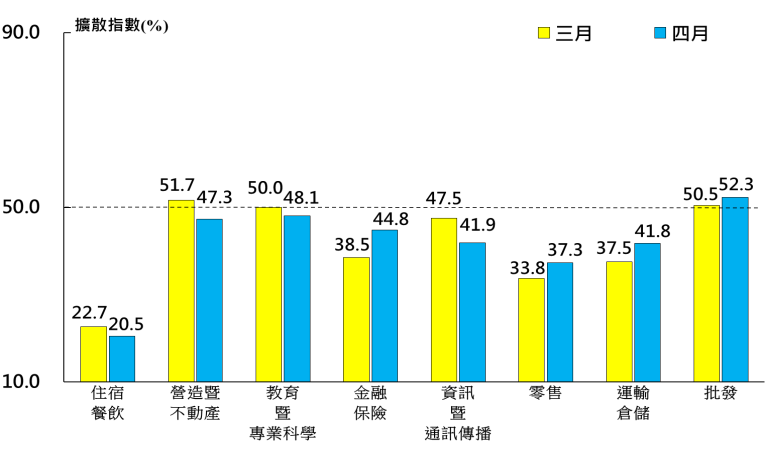 擴散指數(%)
三月
四月
90.0
50.0
10.0
22.7
20.5
51.7
47.3
50.0
48.1
38.5
44.8
47.5
41.9
33.8
37.3
37.5
41.8
50.5
52.3
住宿
餐飲
營造暨
不動產
教育
暨
專業科學
金融
保險
資訊
暨
通訊傳播
零售
運輸
倉儲
批發